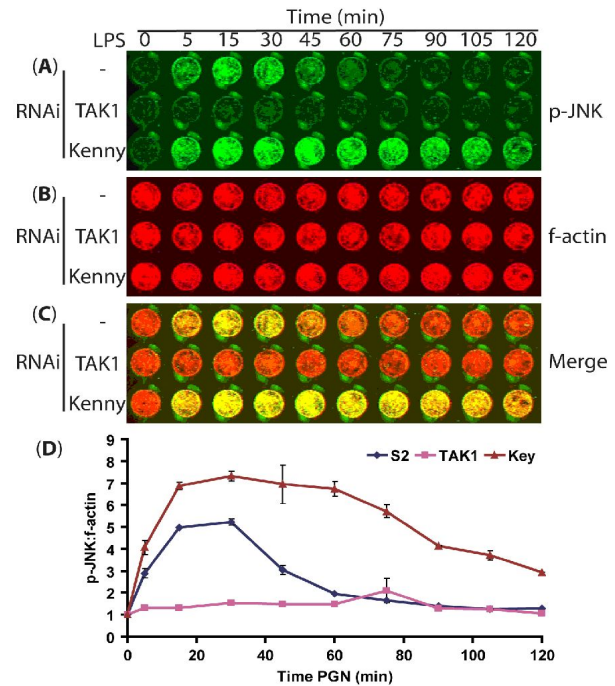 Time (min)
LPS 0 5 15 30 45 60 75 90 105 120
(A)
-
RNAi TAK1 p-JNK
Kenny
(B)
-
RNAi TAK1 f-actin
Kenny
(C)
-
RNAi TAK1 Merge
Kenny
(D)
S2 TAK1 Key
p-JNK:f-actin
9
8
7
6
5
4
3
2
1
0
0 20 40 60 80 100 120
Time PGN (min)